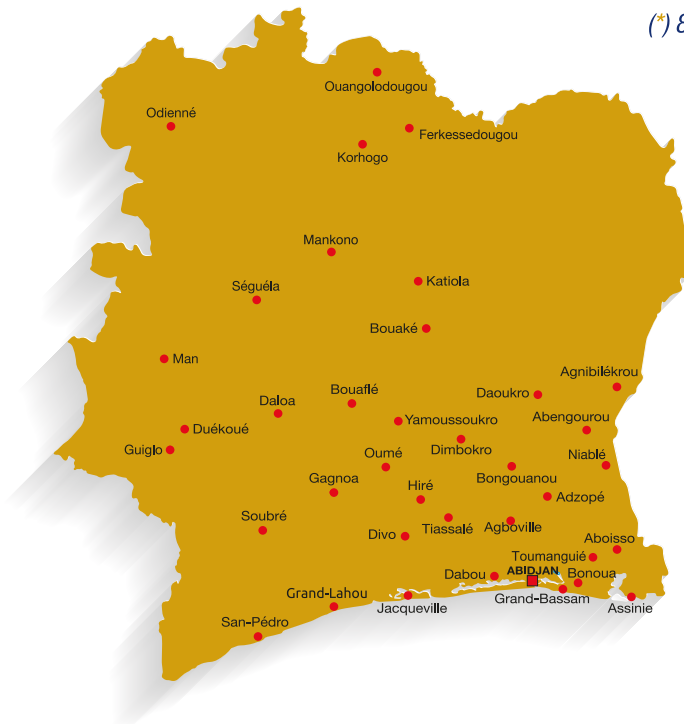 (*) 8
Ouangolodougou
Odienné
Ferkessedougou
Korhogo
Mankono
Katiola
Séguéla
Bouaké
Man
Agnibilékrou
Bouaflé
Daoukro
Daloa
Yamoussoukro
Abengourou
Duékoué
Guiglo
Oumé
Dimbokro
Niablé
Gagnoa
Hiré
Bongouanou
Adzopé
Soubré
Divo
Tiassalé
Agboville
Aboisso
Toumanguié
ABIDJAN
Dabou
Bonoua
Grand-Lahou
Jacqueville
Grand-Bassam
Assinie
San-Pédro